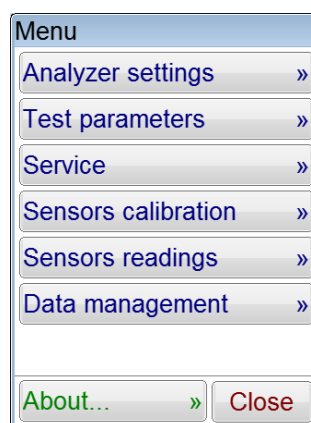 Menu
Analyzer settings »
Test parameters »
Service »
Sensors calibration »
Sensors readings »
Data management »
About... » Close